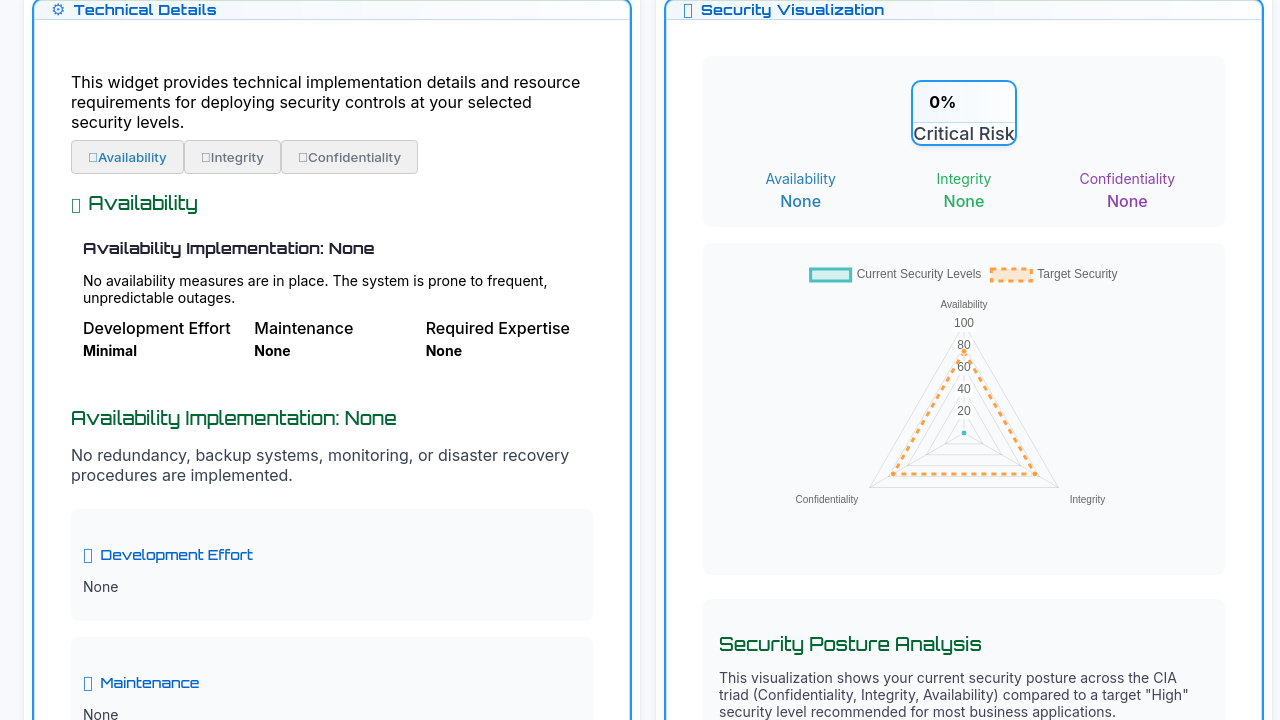 Technical Details
This widget provides technical implementation details and resource
requirements for deploying security controls at your selected
security levels.
Availability
Integrity
Confidentiality
Availability
Availability Implementation: None
No availability measures are in place. The system is prone to frequent,
unpredictable outages.
Development Effort
Minimal
Maintenance
None
Required Expertise
None
Availability Implementation: None
No redundancy, backup systems, monitoring, or disaster recovery
procedures are implemented.
Development Effort
None
Maintenance
None
Security Visualization
0%
Critical Risk
Availability
None
Integrity
None
Confidentiality
None
Current Security Levels
Target Security
Availability
100
80
60
40
20
Confidentiality
Integrity
Security Posture Analysis
This visualization shows your current security posture across the CIA
triad (Confidentiality, Integrity, Availability) compared to a target "High"
security level recommended for most business applications.